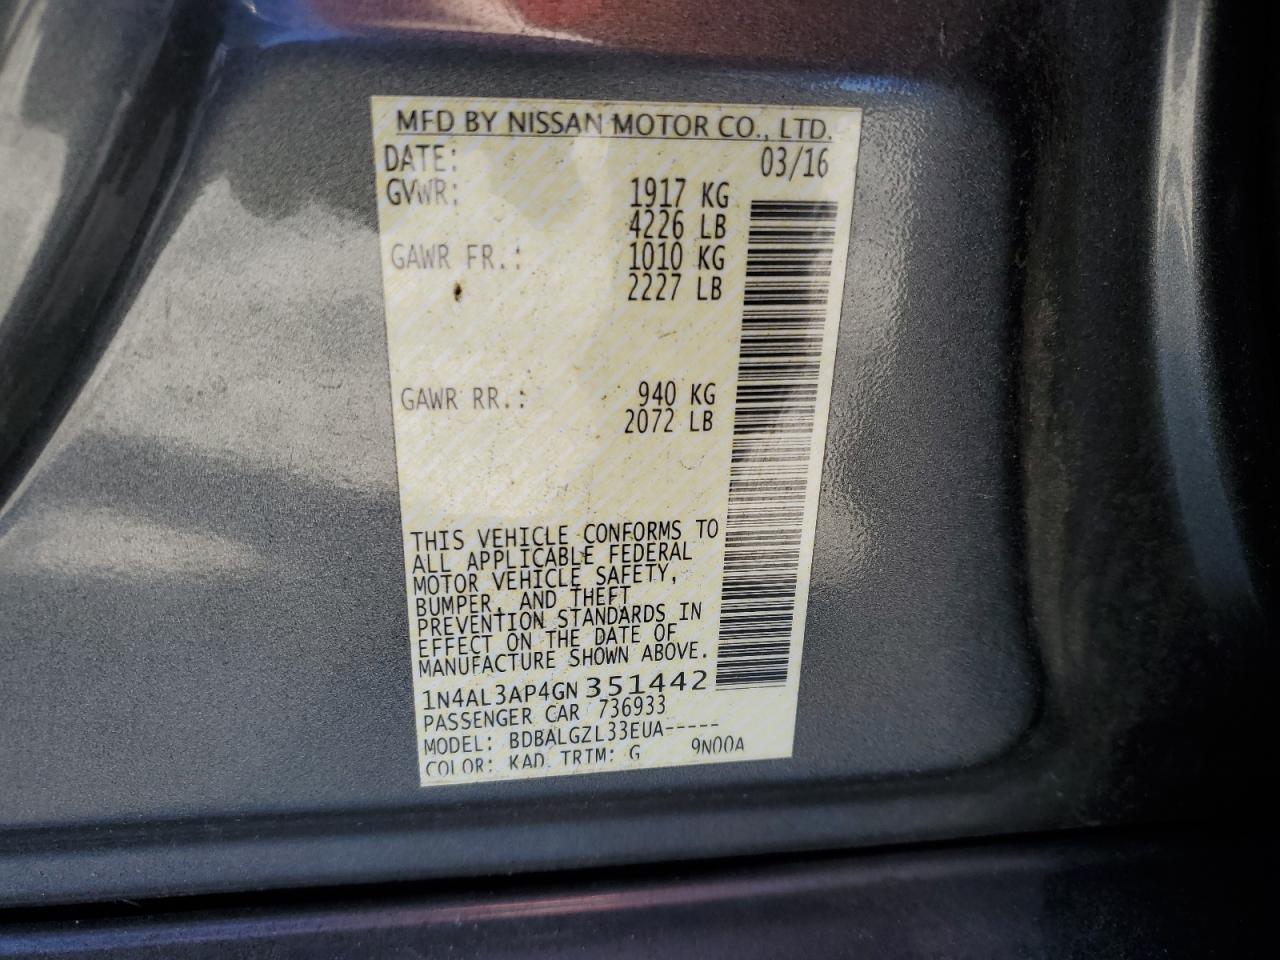 MFD BY NISSAN MOTOR CO., LTD.
DATE: 03/16
GVWR: 1917 KG
4226 LB
GAWR FR.: 1010 KG
2227 LB
GAWR RR.: 940 KG
2072 LB
THIS VEHICLE CONFORMS TO
ALL APPLICABLE FEDERAL
MOTOR VEHICLE SAFETY,
BUMPER, AND THEFT
PREVENTION STANDARDS IN
EFFECT ON THE DATE OF
MANUFACTURE SHOWN ABOVE.
1N4AL3AP4GN351442
PASSENGER CAR 736933
MODEL: BDBALGZL33EUA-----
COLOR: KAD TRTM: G 9N00A